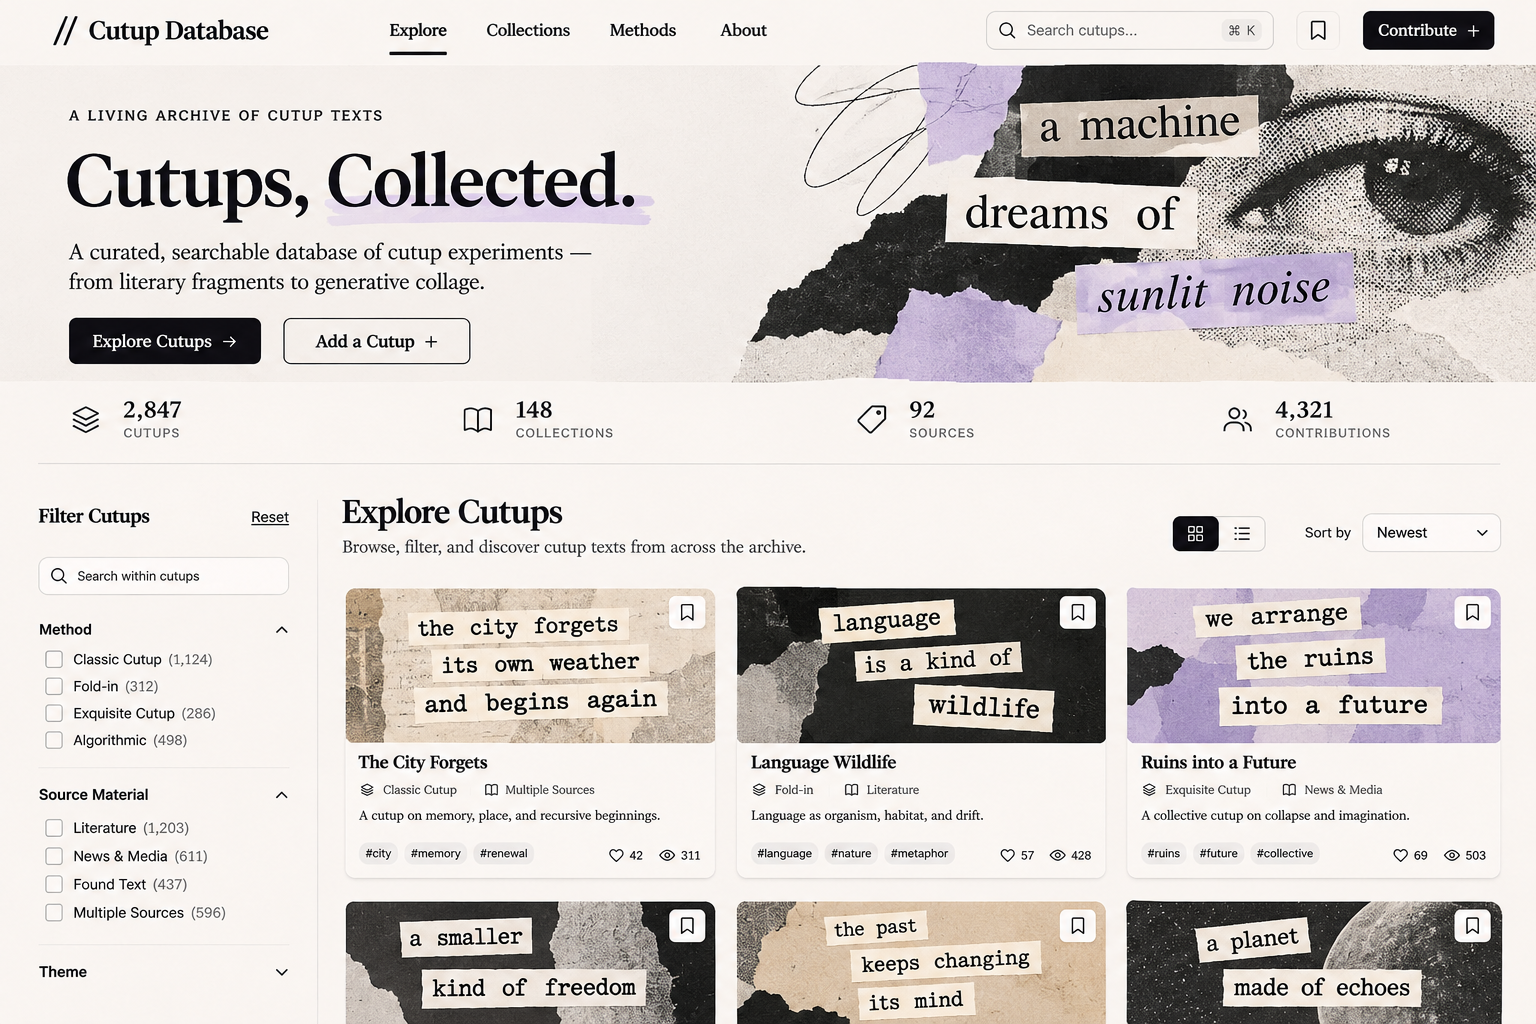 // Cutup Database
Explore
Collections
Methods
About
Search cutups...
⌘ K
Contribute +
A LIVING ARCHIVE OF CUTUP TEXTS
Cutups, Collected.
A curated, searchable database of cutup experiments —
from literary fragments to generative collage.
Explore Cutups →
Add a Cutup +
a machine
dreams of
sunlit noise
2,847
CUTUPS
148
COLLECTIONS
92
SOURCES
4,321
CONTRIBUTIONS
Filter Cutups
Reset
Search within cutups
Method
Classic Cutup (1,124)
Fold-in (312)
Exquisite Cutup (286)
Algorithmic (498)
Source Material
Literature (1,203)
News & Media (611)
Found Text (437)
Multiple Sources (596)
Theme
Explore Cutups
Browse, filter, and discover cutup texts from across the archive.
Sort by
Newest
the city forgets
its own weather
and begins again
The City Forgets
Classic Cutup
Multiple Sources
A cutup on memory, place, and recursive beginnings.
#city #memory #renewal
42
311
language
is a kind of
wildlife
Language Wildlife
Fold-in
Literature
Language as organism, habitat, and drift.
#language #nature #metaphor
57
428
we arrange
the ruins
into a future
Ruins into a Future
Exquisite Cutup
News & Media
A collective cutup on collapse and imagination.
#ruins #future #collective
69
503
a smaller
kind of freedom
the past
keeps changing
its mind
a planet
made of echoes